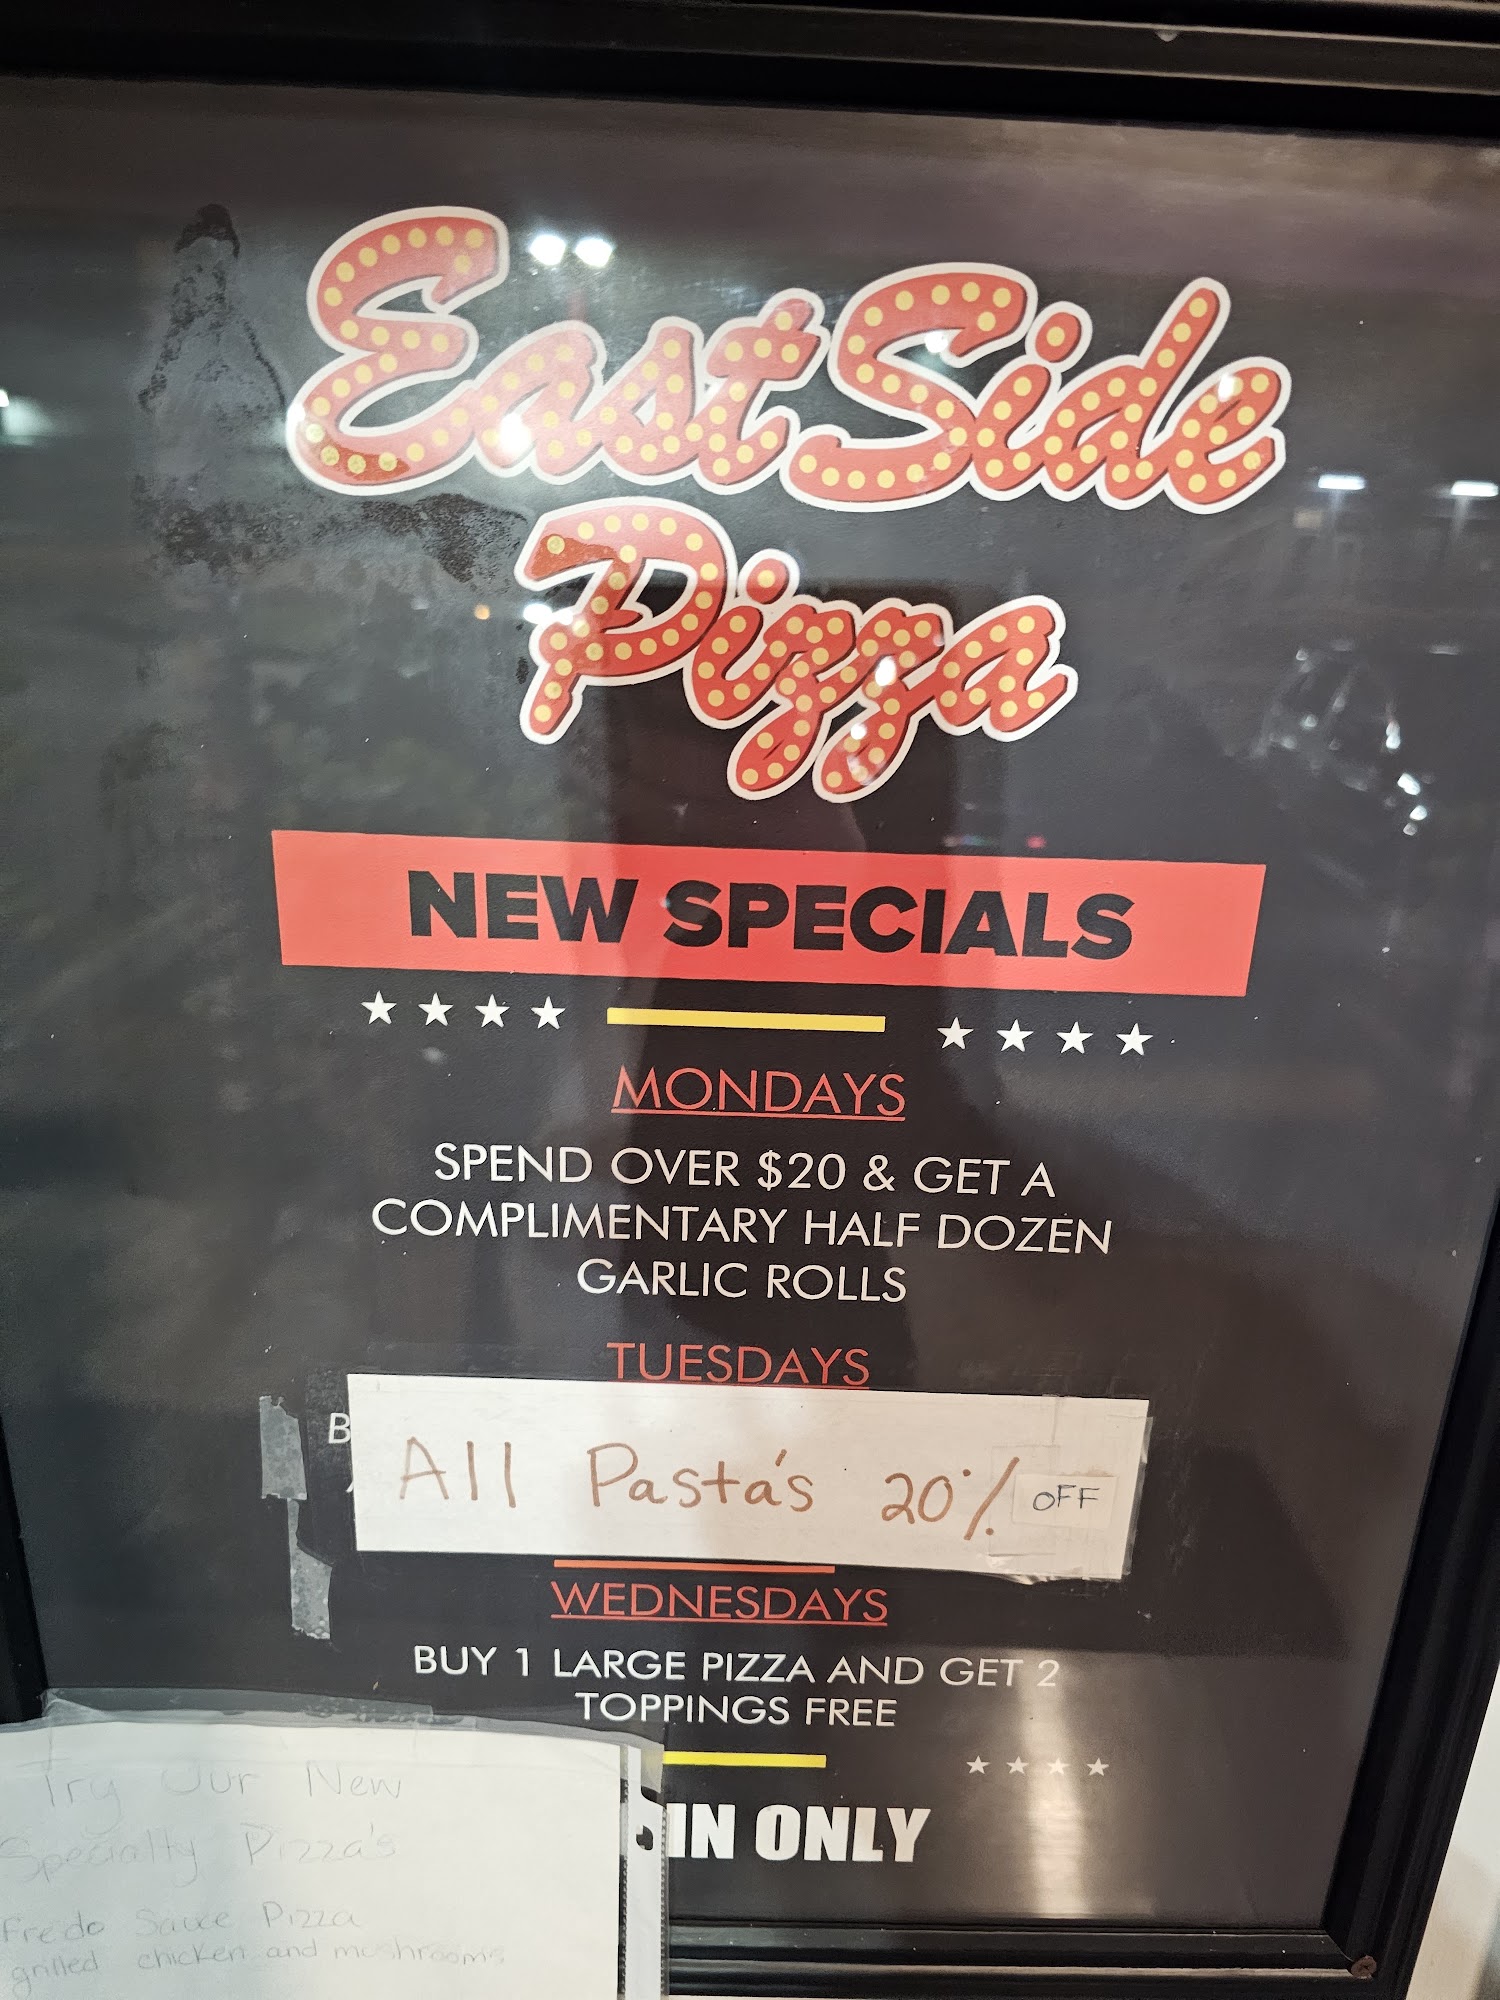 East Side
Pizza
NEW SPECIALS
MONDAYS
SPEND OVER $20 & GET A
COMPLIMENTARY HALF DOZEN
GARLIC ROLLS
TUESDAYS
B
All Pasta's 20% OFF
WEDNESDAYS
BUY 1 LARGE PIZZA AND GET 2
TOPPINGS FREE
IN ONLY
Try Our New
Specialty Pizza's
fredo Sauce Pizza
grilled chicken and mushrooms